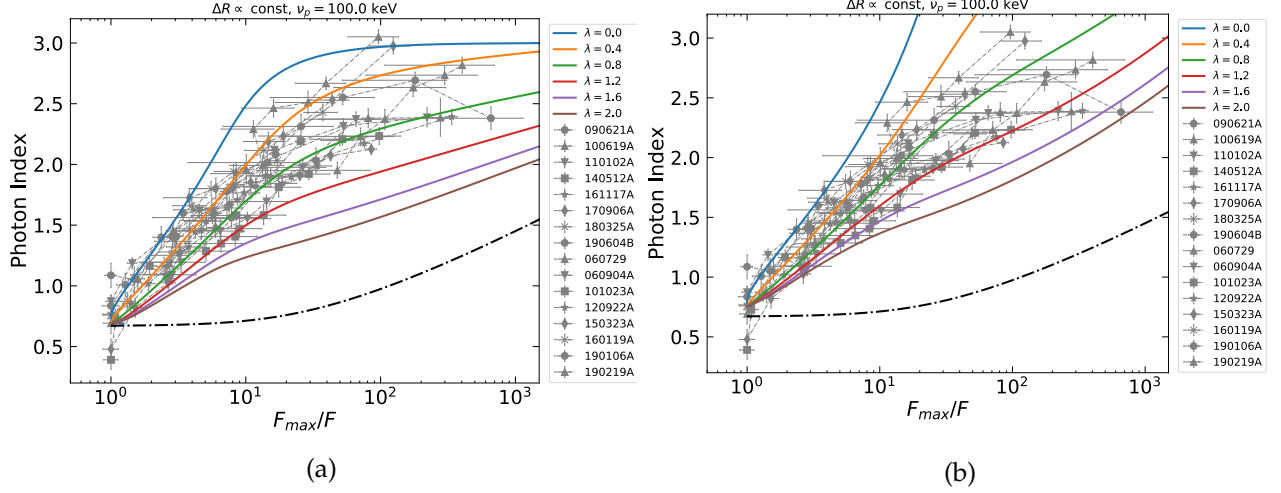 ΔR ∝ const, ν_p = 100.0 keV
Photon Index
3.0
2.5
2.0
1.5
1.0
0.5
10^0
10^1
10^2
10^3
F_max/F
λ = 0.0
λ = 0.4
λ = 0.8
λ = 1.2
λ = 1.6
λ = 2.0
090621A
100619A
110102A
140512A
161117A
170906A
180325A
190604B
060729
060904A
101023A
120922A
150323A
160119A
190106A
190219A
(a)
ΔR ∝ const, ν_p = 100.0 keV
Photon Index
3.0
2.5
2.0
1.5
1.0
0.5
10^0
10^1
10^2
10^3
F_max/F
λ = 0.0
λ = 0.4
λ = 0.8
λ = 1.2
λ = 1.6
λ = 2.0
090621A
100619A
110102A
140512A
161117A
170906A
180325A
190604B
060729
060904A
101023A
120922A
150323A
160119A
190106A
190219A
(b)